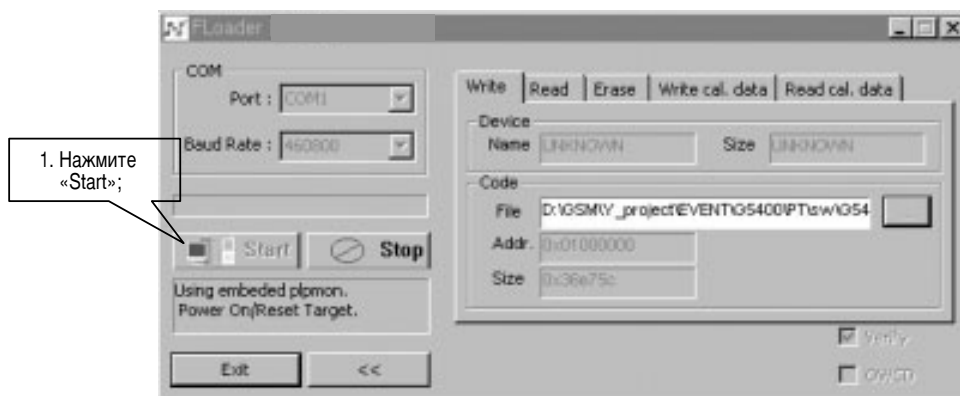 FLoader
COM
Port : COM1
Baud Rate : 460800
1. Нажмите
«Start»;
Start Stop
Using embeded plpmon.
Power On/Reset Target.
Exit <<
Write Read Erase Write cal. data Read cal. data
Device
Name UNKNOWN Size UNKNOWN
Code
File D:\GSM\Y_project\EVENT\G5400\PT\sw\G54
Addr. 0x01000000
Size 0x36e75c
Verify